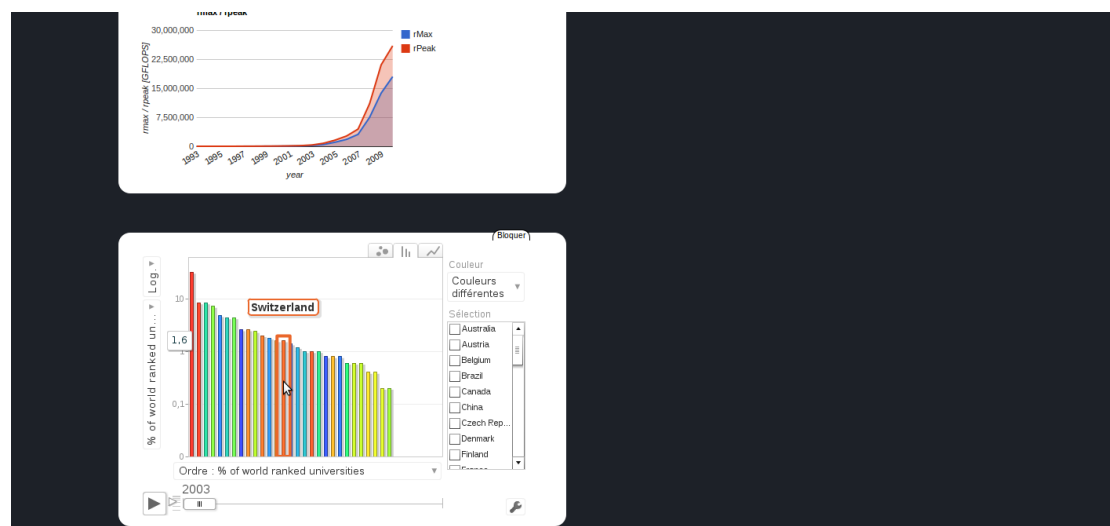 rmax / rpeak
30,000,000
22,500,000
15,000,000
7,500,000
0
rmax / rpeak [GFLOPS]
rMax
rPeak
1993
1995
1997
1999
2001
2003
2005
2007
2009
year
Bloquer
Log.
% of world ranked un...
10
1,6
1
0,1
0
Switzerland
Couleur
Couleurs
différentes
Sélection
Australia
Austria
Belgium
Brazil
Canada
China
Czech Rep...
Denmark
Finland
France
Ordre : % of world ranked universities
2003